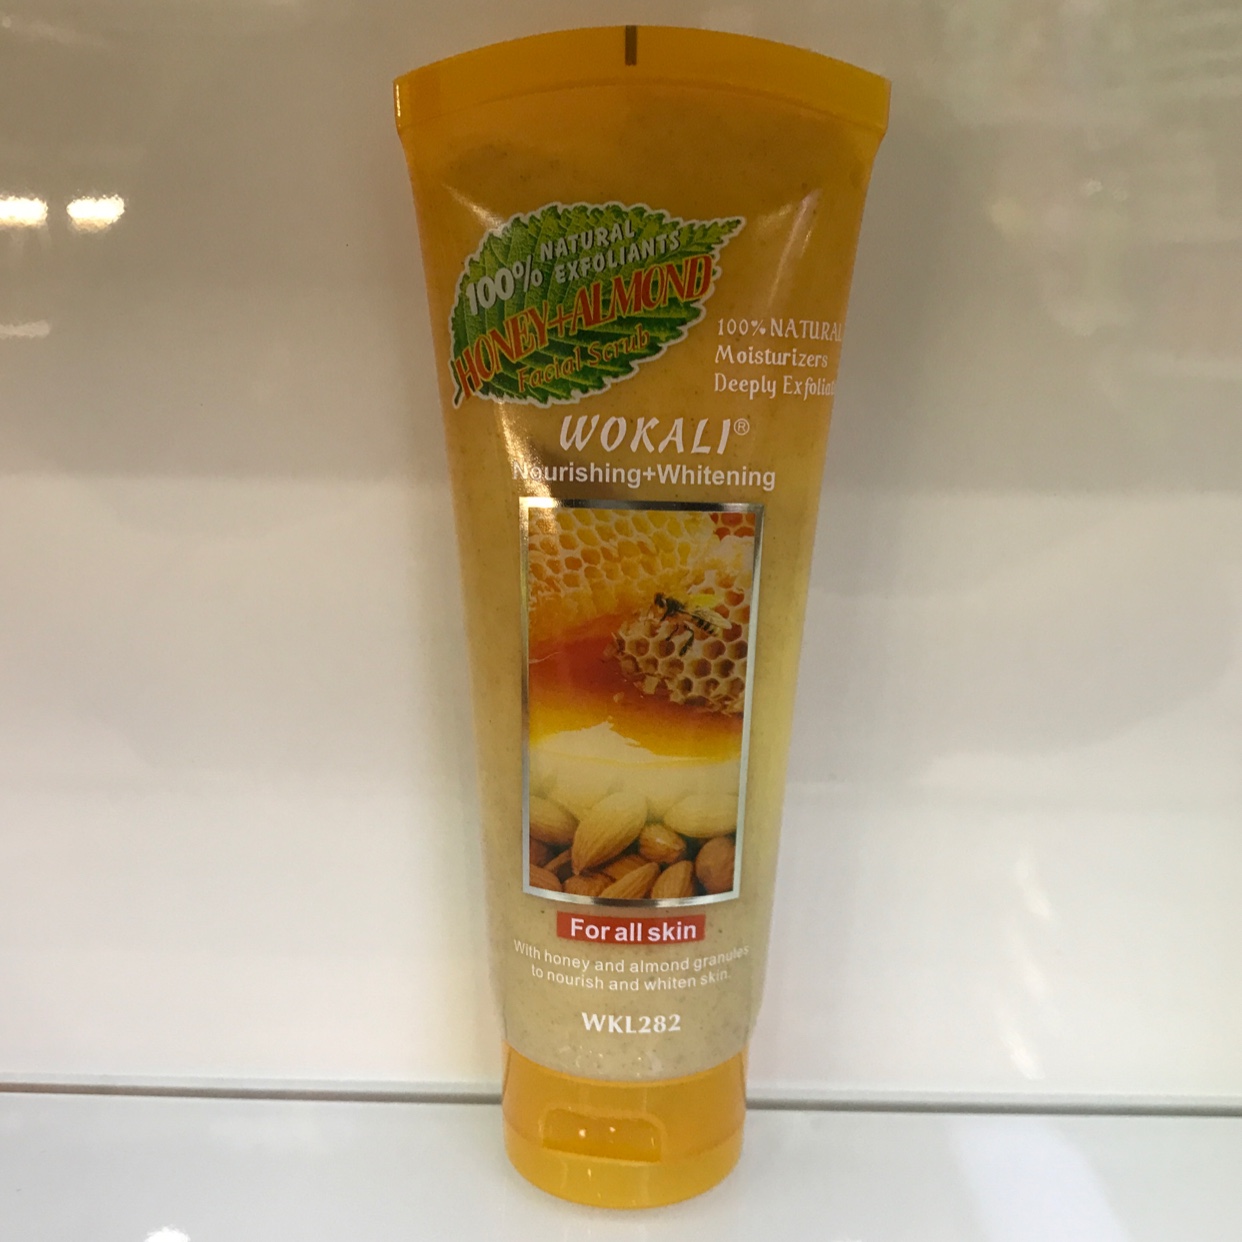 100% NATURAL
EXFOLIANTS
HONEY+ALMOND
Facial Scrub
100% NATURAL
Moisturizers
Deeply
WOKALI®
Nourishing+Whitening
For all skin
With honey and almond granules
to nourish and whiten skin.
WKL282